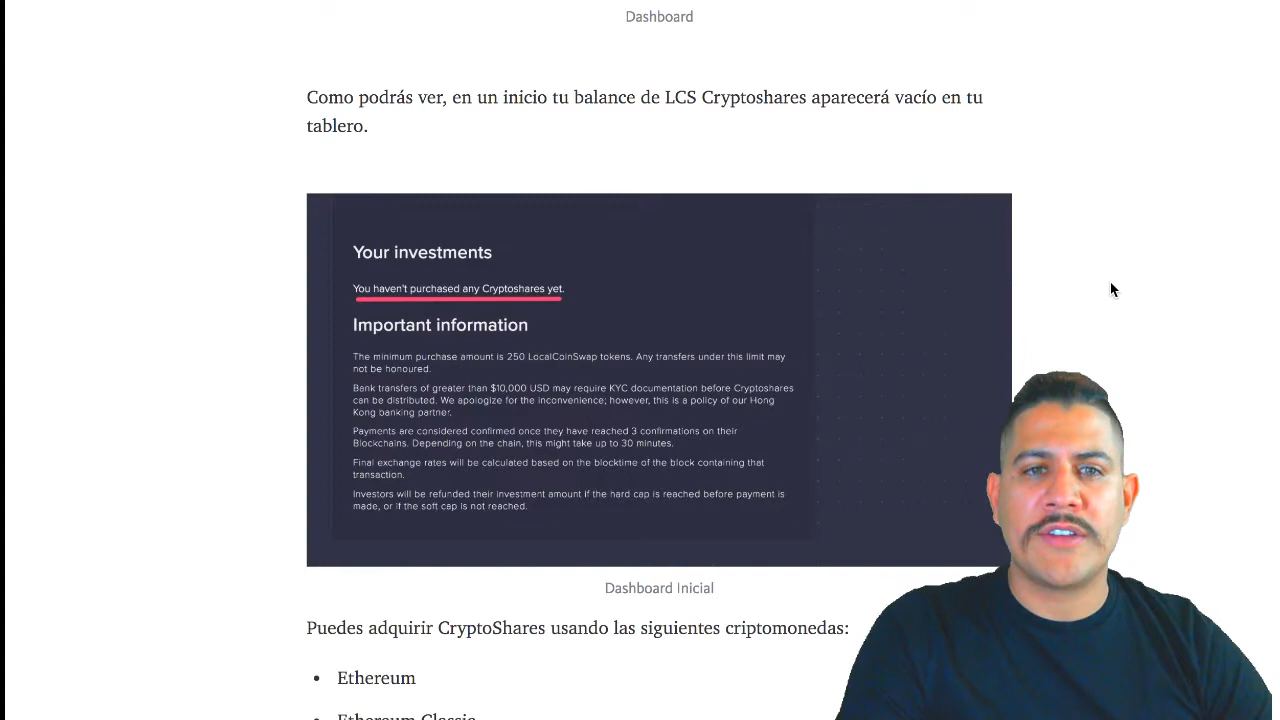 Dashboard
Como podrás ver, en un inicio tu balance de LCS Cryptoshares aparecerá vacío en tu
tablero.
Your investments
You haven't purchased any Cryptoshares yet.
Important information
The minimum purchase amount is 250 LocalCoinSwap tokens. Any transfers under this limit may
not be honoured.
Bank transfers of greater than $10,000 USD may require KYC documentation before Cryptoshares
can be distributed. We apologize for the inconvenience; however, this is a policy of our Hong
Kong banking partner.
Payments are considered confirmed once they have reached 3 confirmations on their
Blockchains. Depending on the chain, this might take up to 30 minutes.
Final exchange rates will be calculated based on the blocktime of the block containing that
transaction.
Investors will be refunded their investment amount if the hard cap is reached before payment is
made, or if the soft cap is not reached.
Dashboard Inicial
Puedes adquirir CryptoShares usando las siguientes criptomonedas:
• Ethereum
• Ethereum Classic